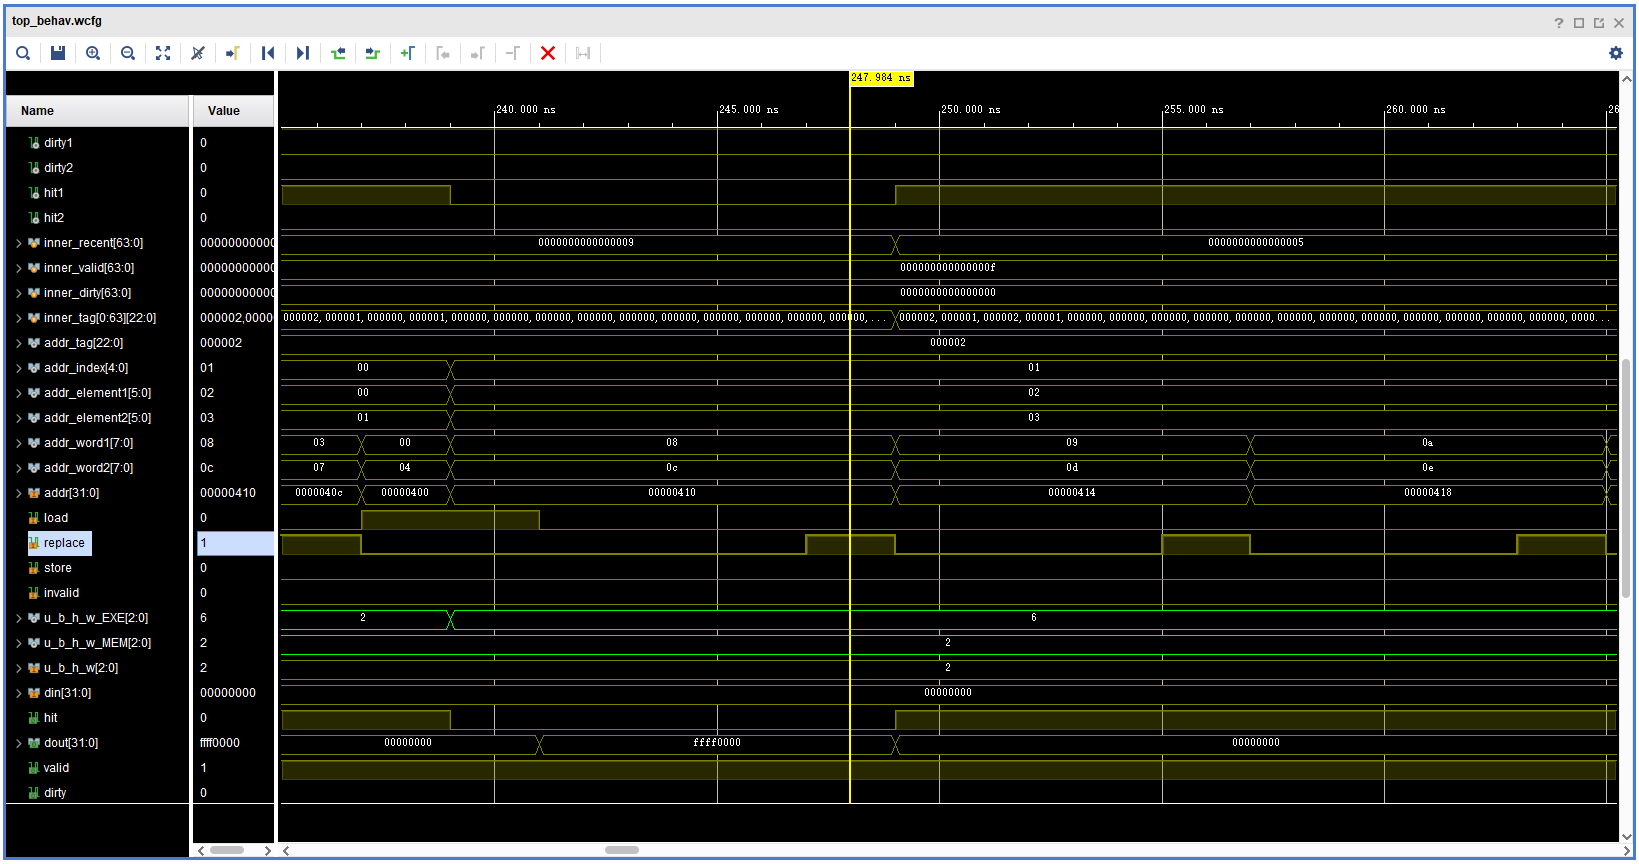 top_behav.wcfg
247.984 ns
Name Value
240.000 ns 245.000 ns 250.000 ns 255.000 ns 260.000 ns 26
dirty1 0
dirty2 0
hit1 0
hit2 0
inner_recent[63:0] 00000000000 0000000000000009 0000000000000005
inner_valid[63:0] 00000000000 000000000000000f
inner_dirty[63:0] 00000000000 0000000000000000
inner_tag[0:63][22:0] 000002,0000 000002,000001,000000,000001,000000,000000,000000,000000,000000,000000,000000,000000,000000,000000,... 000002,000001,000002,000001,000000,000000,000000,000000,000000,000000,000000,000000,000000,000000,000000,000000,0000...
addr_tag[22:0] 000002 000002
addr_index[4:0] 01 00 01
addr_element1[5:0] 02 00 02
addr_element2[5:0] 03 01 03
addr_word1[7:0] 08 03 00 08 09 0a
addr_word2[7:0] 0c 07 04 0c 0d 0e
addr[31:0] 00000410 0000040c 00000400 00000410 00000414 00000418
load 0
replace 1
store 0
invalid 0
u_b_h_w_EXE[2:0] 6 2 6
u_b_h_w_MEM[2:0] 2 2
u_b_h_w[2:0] 2 2
din[31:0] 00000000 00000000
hit 0
dout[31:0] ffff0000 00000000 ffff0000 00000000
valid 1
dirty 0